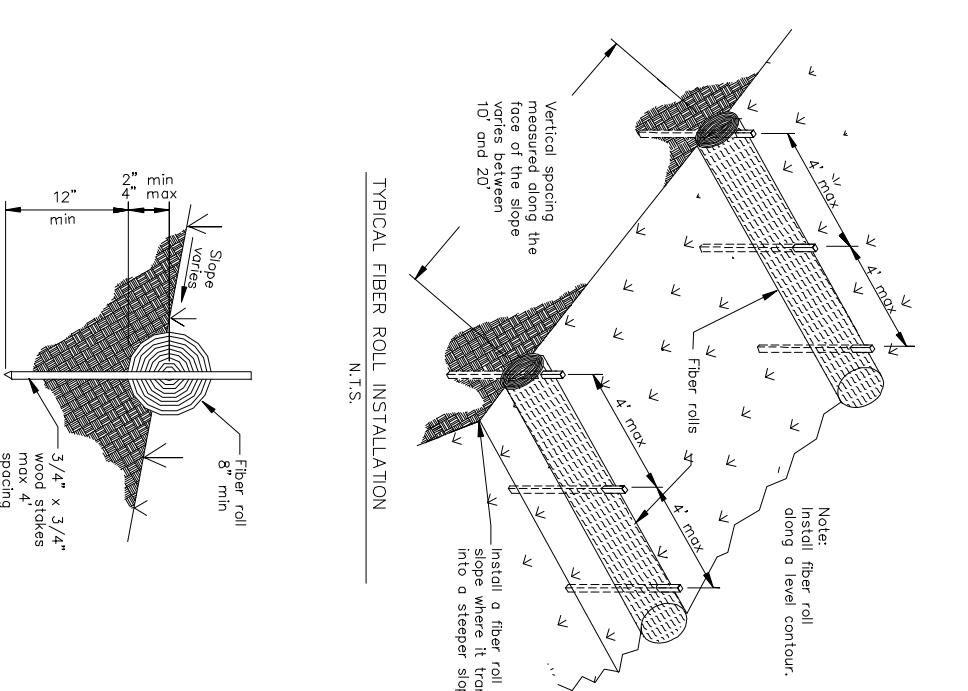 Note:
Install fiber roll
along a level contour.
4' max
4' max
Vertical spacing
measured along the
face of the slope
varies between
10' and 20'
Fiber rolls
4' max
4' max
Install a fiber roll
slope where it
into a steeper
TYPICAL FIBER ROLL INSTALLATION
N.T.S.
Slope
varies
Fiber roll
8" min
2" min
4" max
12"
min
3/4" x 3/4"
wood stakes
max 4'
spacing